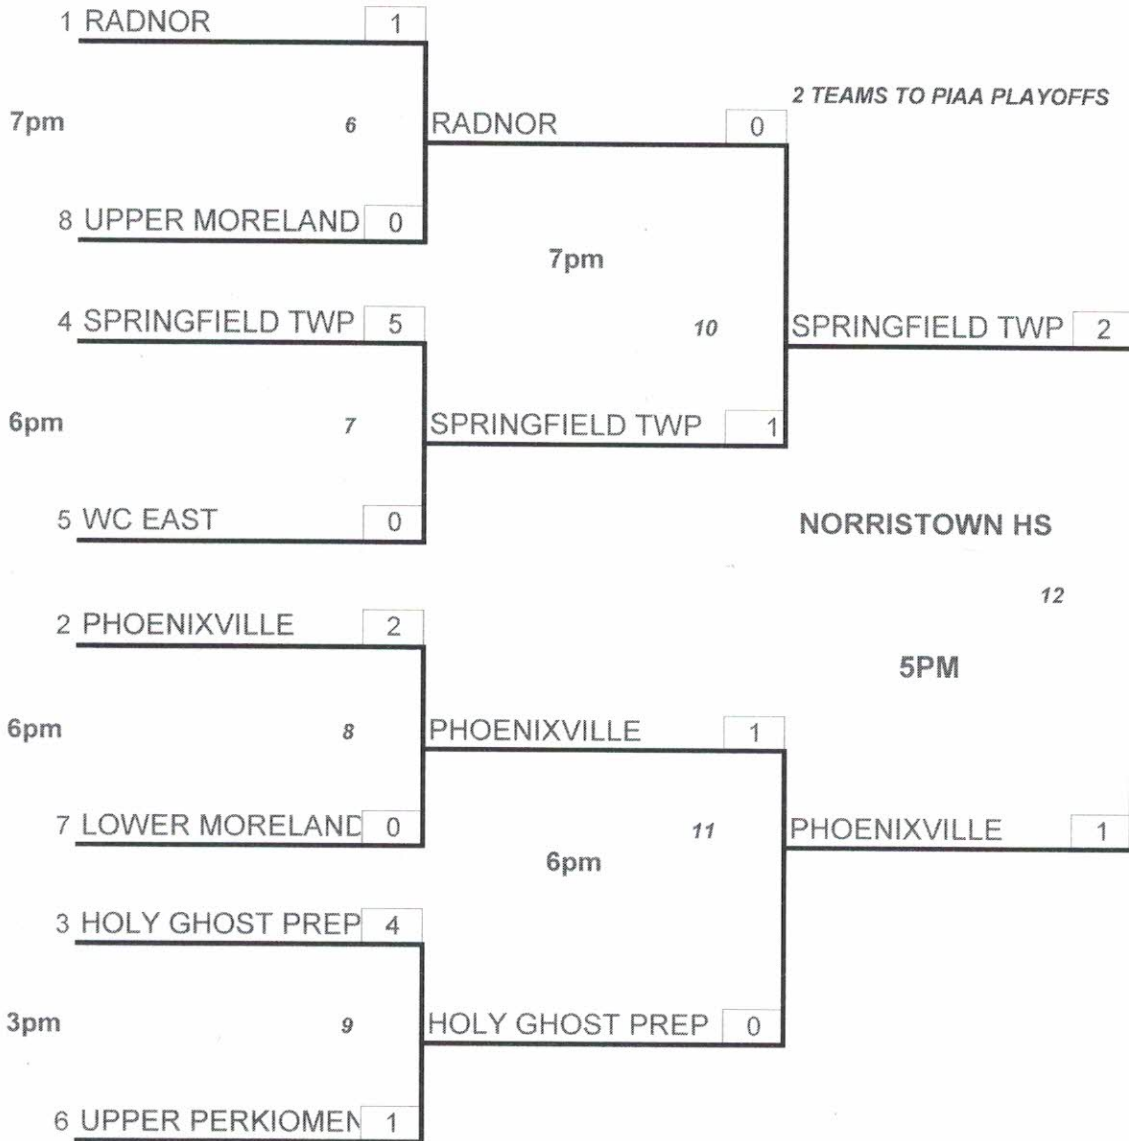 1 RADNOR 1
2 TEAMS TO PIAA PLAYOFFS
7pm 6 RADNOR 0
8 UPPER MORELAND 0
7pm
4 SPRINGFIELD TWP 5
10 SPRINGFIELD TWP 2
6pm 7 SPRINGFIELD TWP 1
5 WC EAST 0
NORRISTOWN HS
12
2 PHOENIXVILLE 2
5PM
6pm 8 PHOENIXVILLE 1
7 LOWER MORELAND 0
11 PHOENIXVILLE 1
6pm
3 HOLY GHOST PREP 4
3pm 9 HOLY GHOST PREP 0
6 UPPER PERKIOMEN 1